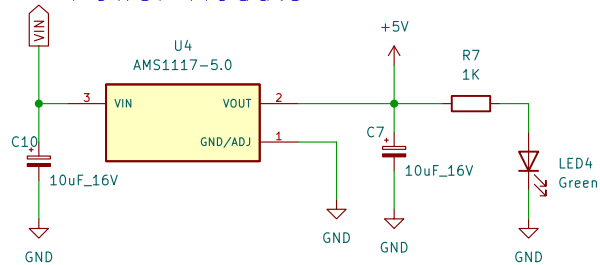 VIN
U4
AMS1117-5.0
3
VIN
VOUT
2
GND/ADJ
1
+5V
R7
1K
C10
+
10uF_16V
C7
+
10uF_16V
LED4
Green
GND
GND
GND
GND